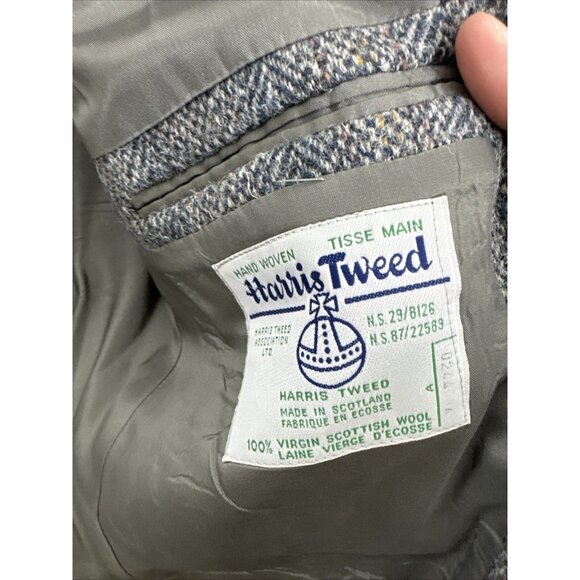 HAND WOVEN TISSE MAIN
Harris Tweed
HARRIS TWEED
ASSOCIATION
LTD.
N.S. 29/8126
N.S. 87/22589
HARRIS TWEED
MADE IN SCOTLAND
FABRIQUE EN ECOSSE
A
100% VIRGIN SCOTTISH WOOL
LAINE VIERGE D'ECOSSE